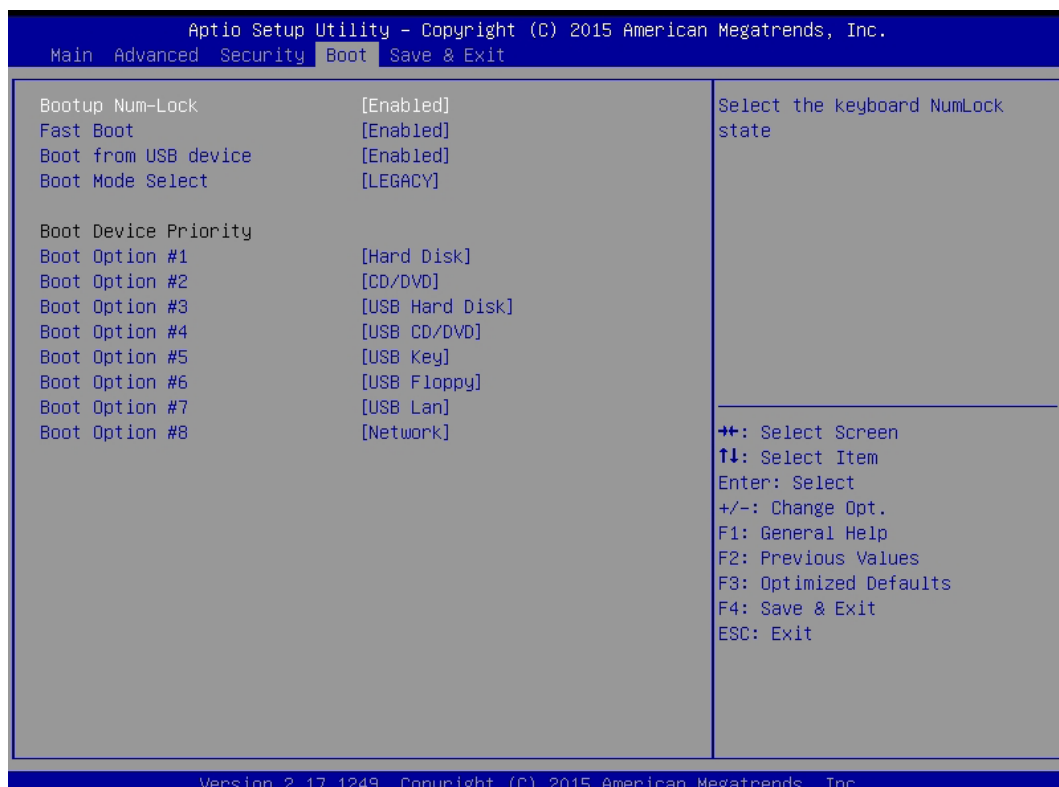 Aptio Setup Utility – Copyright (C) 2015 American Megatrends, Inc.
Main Advanced Security Boot Save & Exit
Bootup Num-Lock [Enabled]
Fast Boot [Enabled]
Boot from USB device [Enabled]
Boot Mode Select [LEGACY]
Boot Device Priority
Boot Option #1 [Hard Disk]
Boot Option #2 [CD/DVD]
Boot Option #3 [USB Hard Disk]
Boot Option #4 [USB CD/DVD]
Boot Option #5 [USB Key]
Boot Option #6 [USB Floppy]
Boot Option #7 [USB Lan]
Boot Option #8 [Network]
Select the keyboard NumLock
state
→←: Select Screen
↑↓: Select Item
Enter: Select
+/-: Change Opt.
F1: General Help
F2: Previous Values
F3: Optimized Defaults
F4: Save & Exit
ESC: Exit
Version 2.17.1249. Copyright (C) 2015 American Megatrends, Inc.